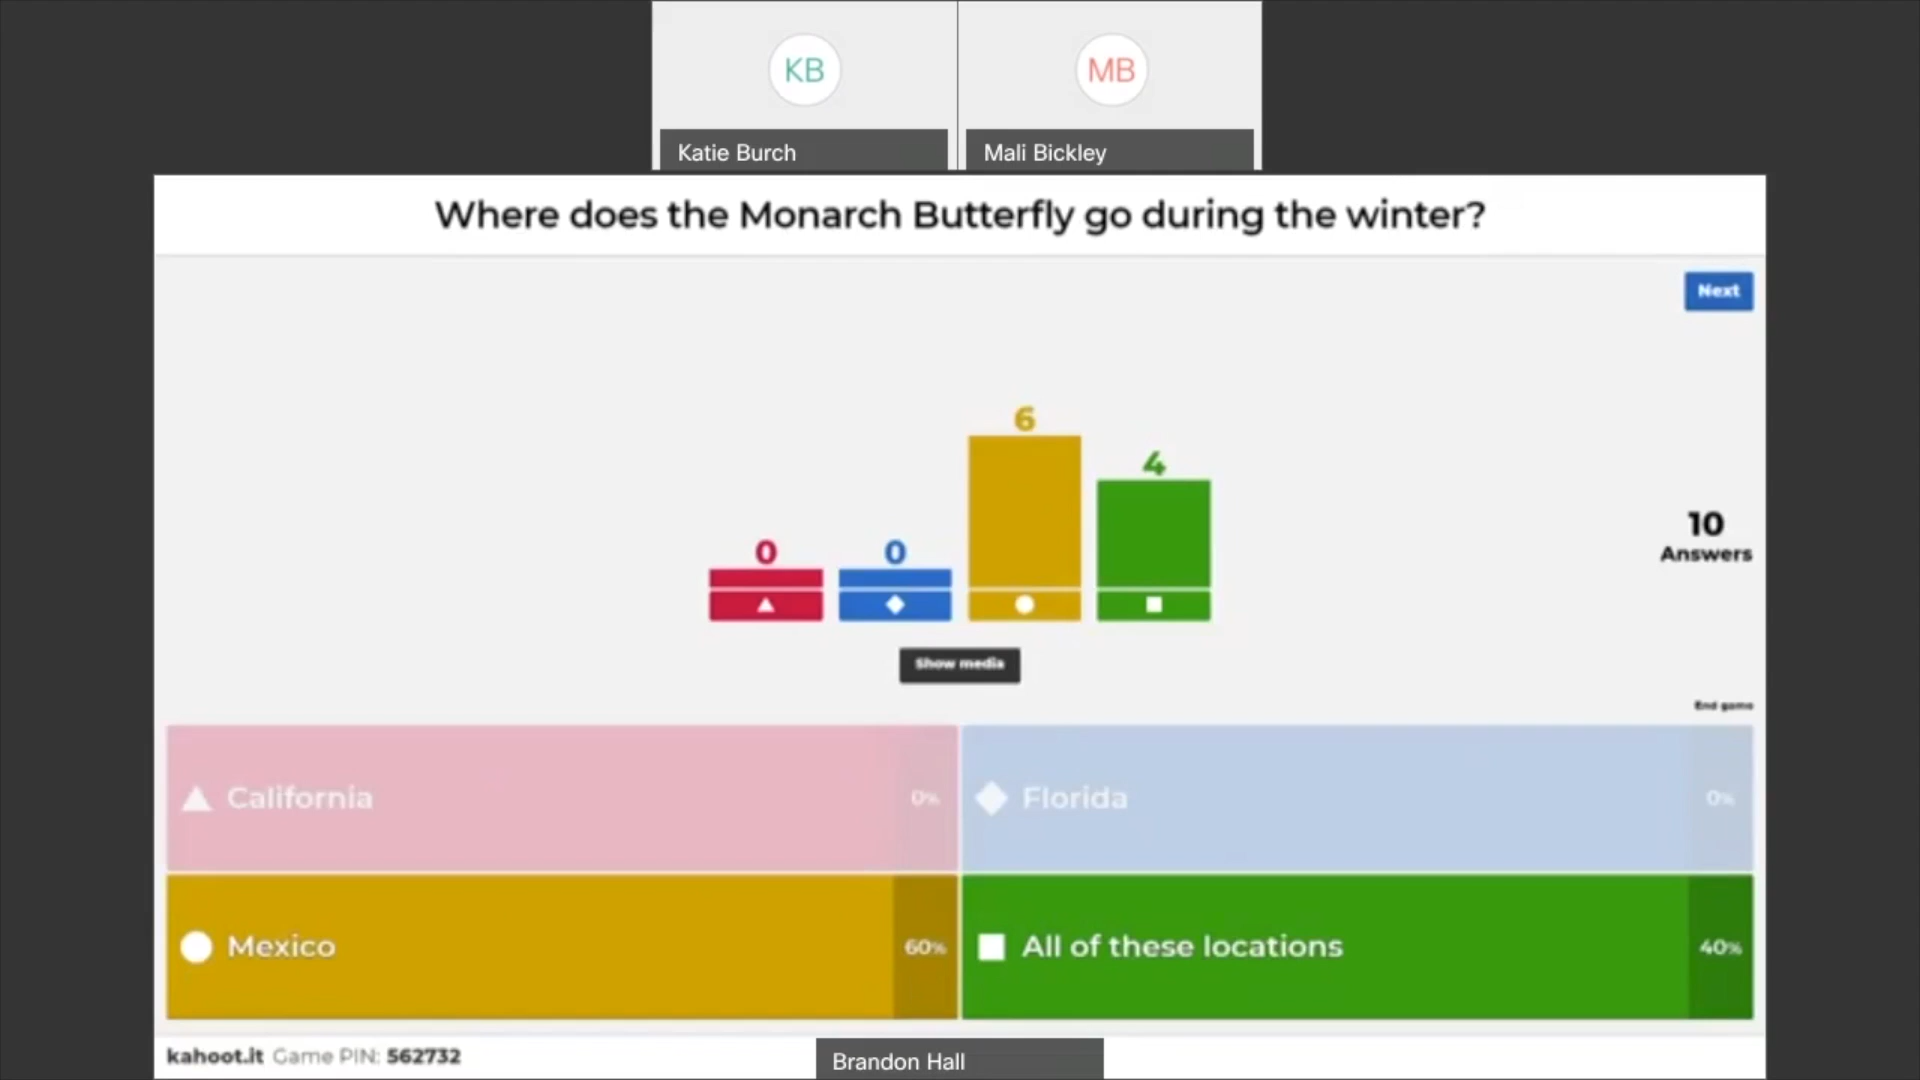 KB
MB
Katie Burch
Mali Bickley
Where does the Monarch Butterfly go during the winter?
Next
6
4
0
0
10
Answers
Show media
End game
California 0%
Florida 0%
Mexico 60%
All of these locations 40%
kahoot.it Game PIN: 562732
Brandon Hall